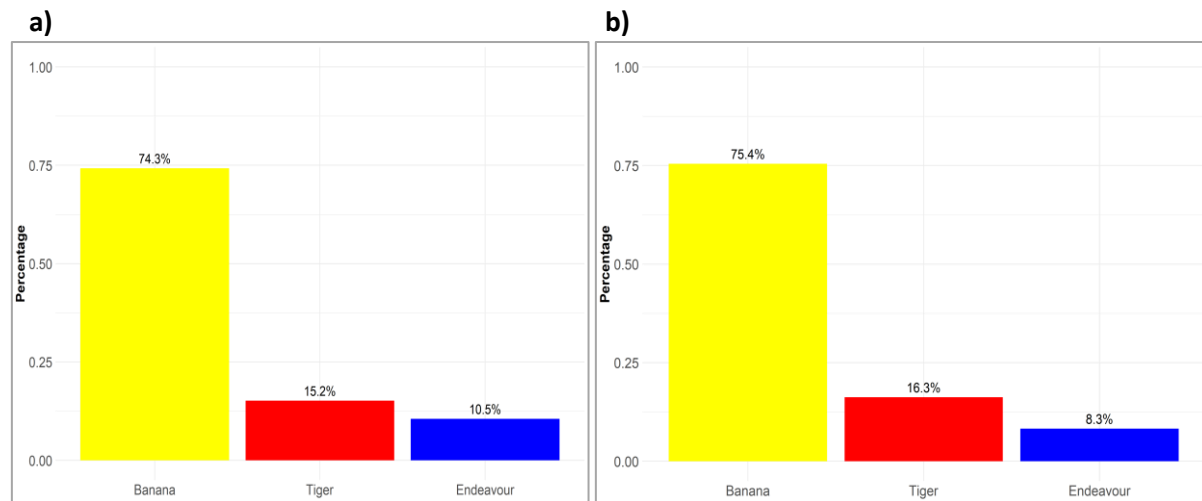 a)
1.00
0.75
0.50
0.25
0.00
Percentage
74.3%
15.2%
10.5%
Banana Tiger Endeavour
b)
1.00
0.75
0.50
0.25
0.00
Percentage
75.4%
16.3%
8.3%
Banana Tiger Endeavour